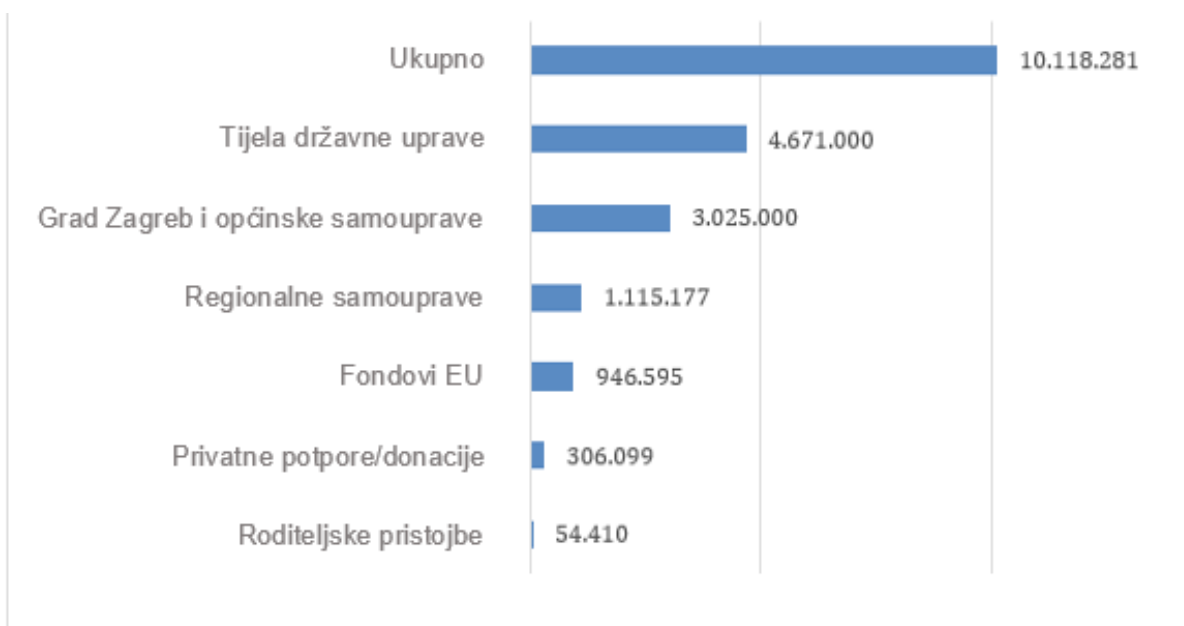 Ukupno 10.118.281
Tijela državne uprave 4.671.000
Grad Zagreb i općinske samouprave 3.025.000
Regionalne samouprave 1.115.177
Fondovi EU 946.595
Privatne potpore/donacije 306.099
Roditeljske pristojbe 54.410